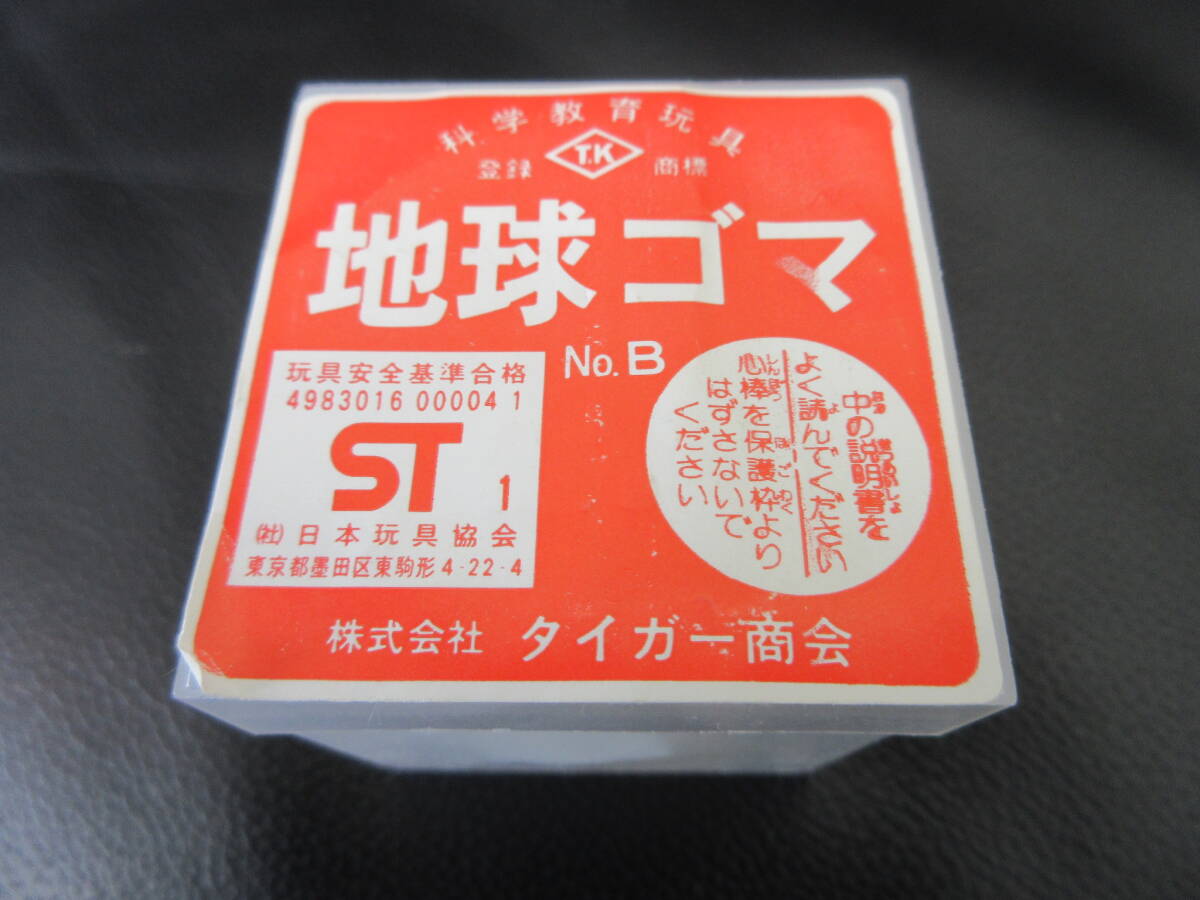 科学教育玩具
登録 T.K 商標
地球ゴマ
No. B
玩具安全基準合格
4983016 00004 1
ST 1
(社)日本玩具協会
東京都墨田区東駒形4-22-4
中の説明書を
よく読んでください
心棒を保護枠より
はずさないで
ください
株式会社 タイガー商会